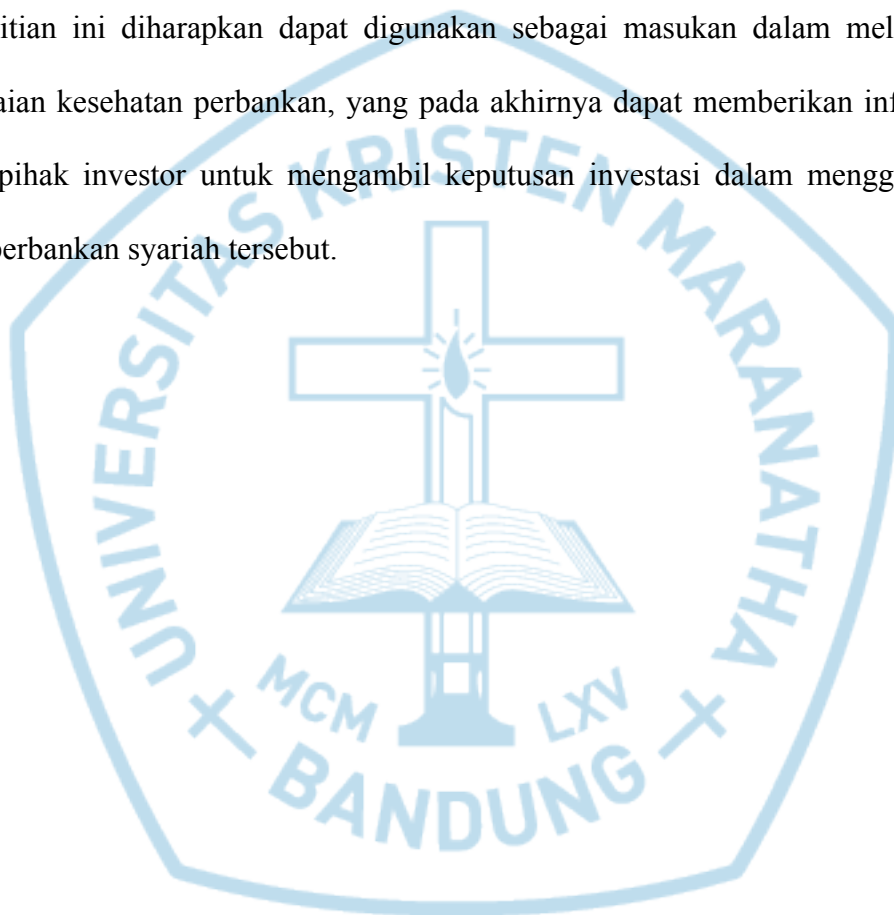 itian ini diharapkan dapat digunakan sebagai masukan dalam mel
aian kesehatan perbankan, yang pada akhirnya dapat memberikan inf
pihak investor untuk mengambil keputusan investasi dalam mengg
perbankan syariah tersebut.
UNIVERSITAS KRISTEN MARANATHA
MCM LXV
BANDUNG